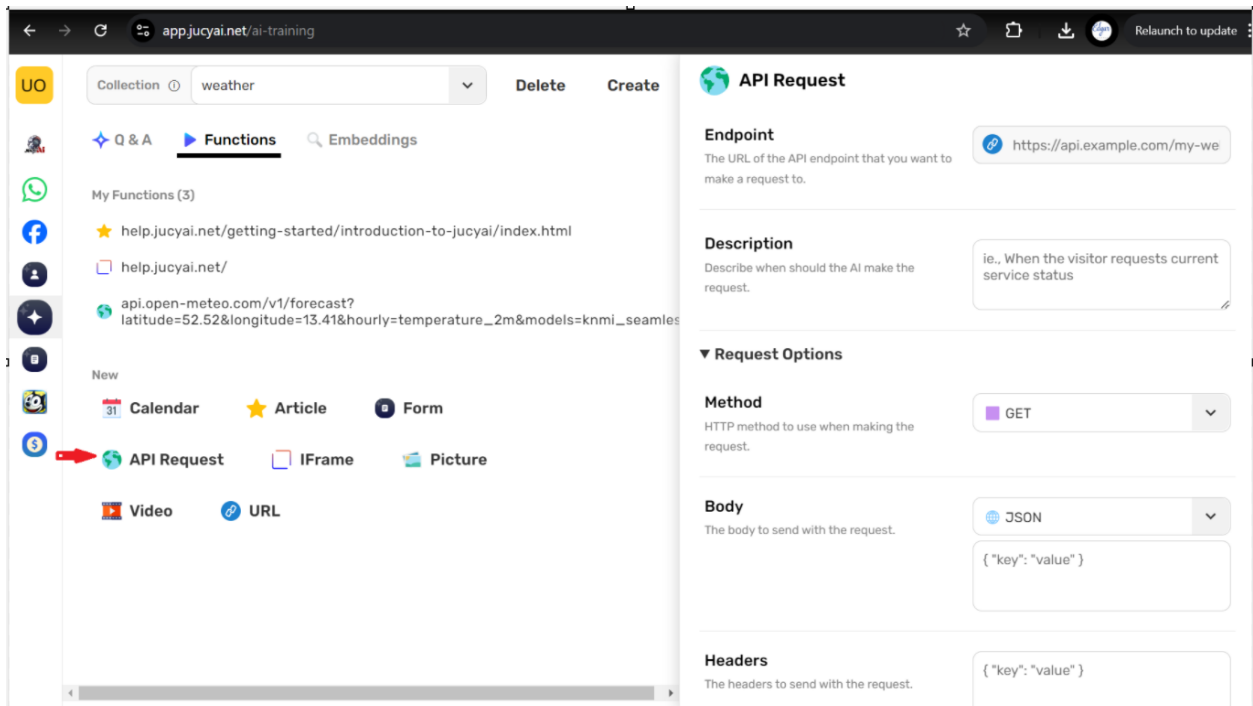 app.jucyai.net/ai-training
Relaunch to update
UO
Collection
weather
Delete
Create
Q & A
Functions
Embeddings
My Functions (3)
help.jucyai.net/getting-started/introduction-to-jucyai/index.html
help.jucyai.net/
api.open-meteo.com/v1/forecast?
latitude=52.52&longitude=13.41&hourly=temperature_2m&models=knmi_seamles
New
31 Calendar
Article
Form
API Request
IFrame
Picture
Video
URL
API Request
Endpoint
The URL of the API endpoint that you want to
make a request to.
https://api.example.com/my-we
Description
Describe when should the AI make the
request.
ie., When the visitor requests current
service status
▼ Request Options
Method
HTTP method to use when making the
request.
GET
Body
The body to send with the request.
JSON
{ "key": "value" }
Headers
The headers to send with the request.
{ "key": "value" }